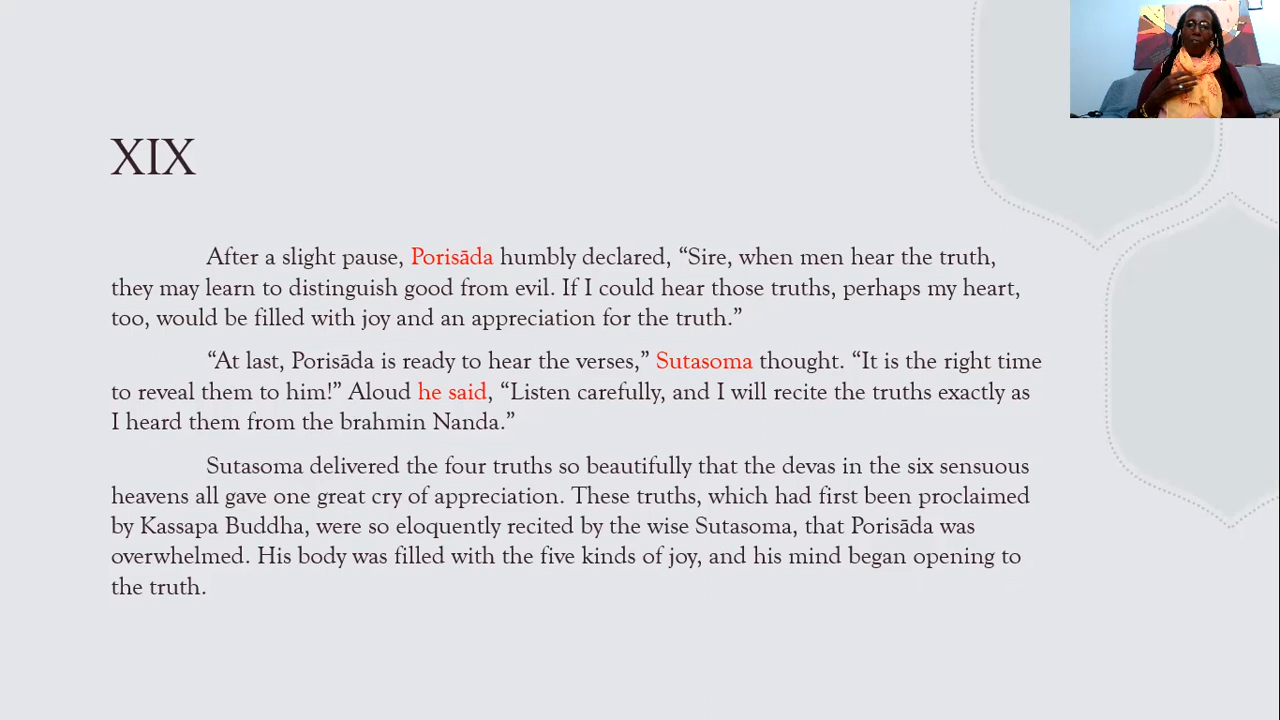 XIX
After a slight pause, Porisāda humbly declared, “Sire, when men hear the truth,
they may learn to distinguish good from evil. If I could hear those truths, perhaps my heart,
too, would be filled with joy and an appreciation for the truth.”
“At last, Porisāda is ready to hear the verses,” Sutasoma thought. “It is the right time
to reveal them to him!” Aloud he said, “Listen carefully, and I will recite the truths exactly as
I heard them from the brahmin Nanda.”
Sutasoma delivered the four truths so beautifully that the devas in the six sensuous
heavens all gave one great cry of appreciation. These truths, which had first been proclaimed
by Kassapa Buddha, were so eloquently recited by the wise Sutasoma, that Porisāda was
overwhelmed. His body was filled with the five kinds of joy, and his mind began opening to
the truth.